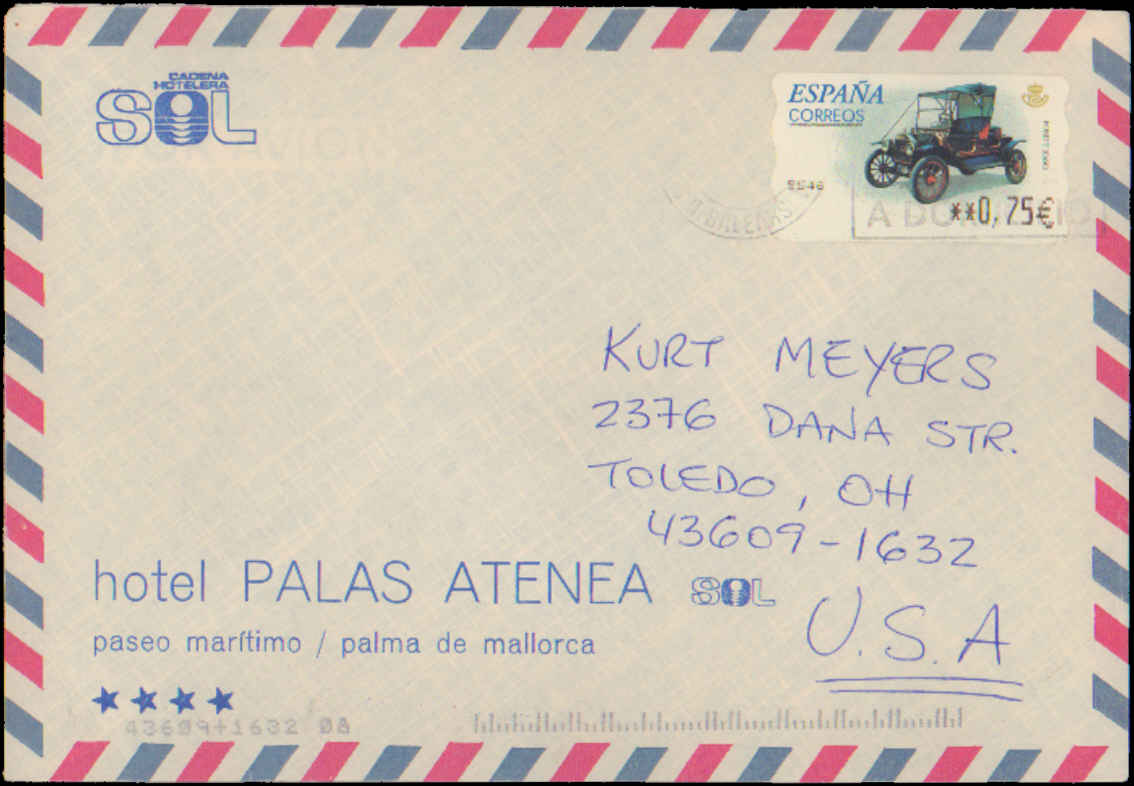 CADENA
HOTELERA
SOL
ESPAÑA
CORREOS
**0,75€
KURT MEYERS
2376 DANA STR.
TOLEDO, OH
43609-1632
U.S.A
hotel PALAS ATENEA SOL
paseo marítimo / palma de mallorca
43609+1632 08